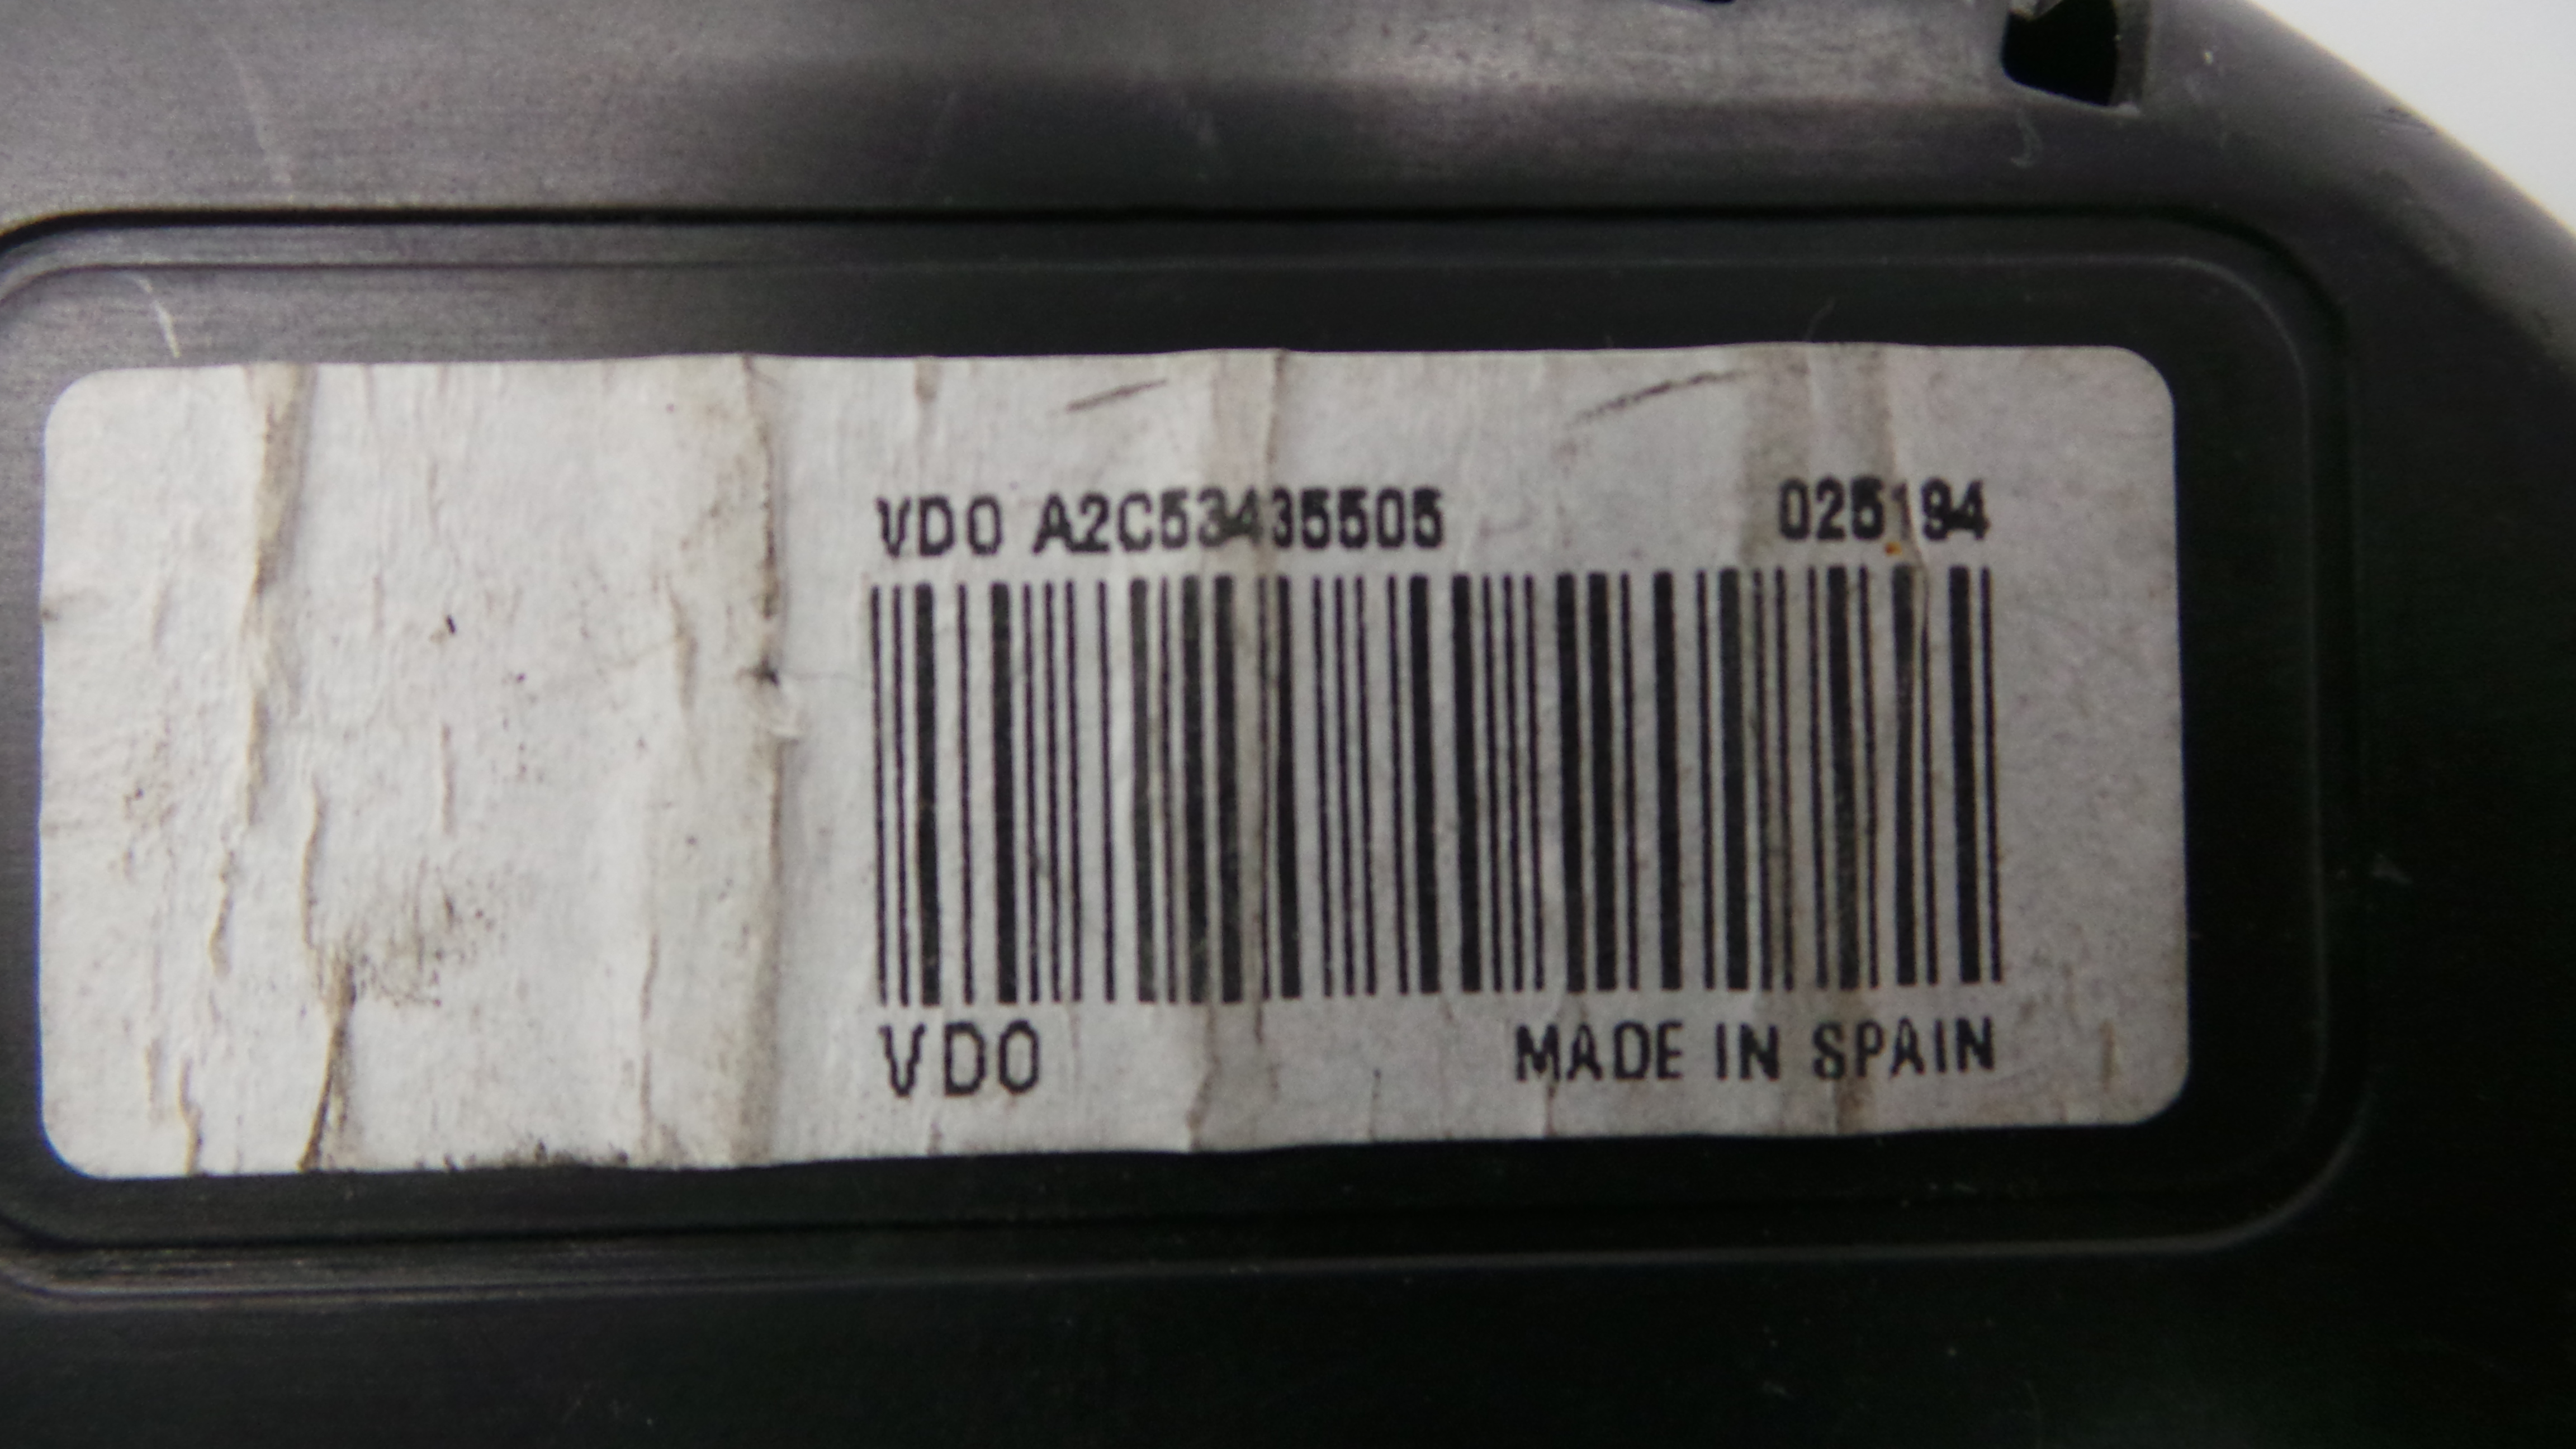 VDO A2C53435505 025194
VDO MADE IN SPAIN